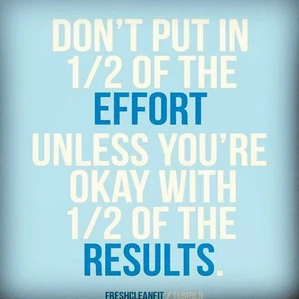 DON'T PUT IN
1/2 OF THE
EFFORT
UNLESS YOU'RE
OKAY WITH
1/2 OF THE
RESULTS.
FRESHCLEANFIT / TUMBLR